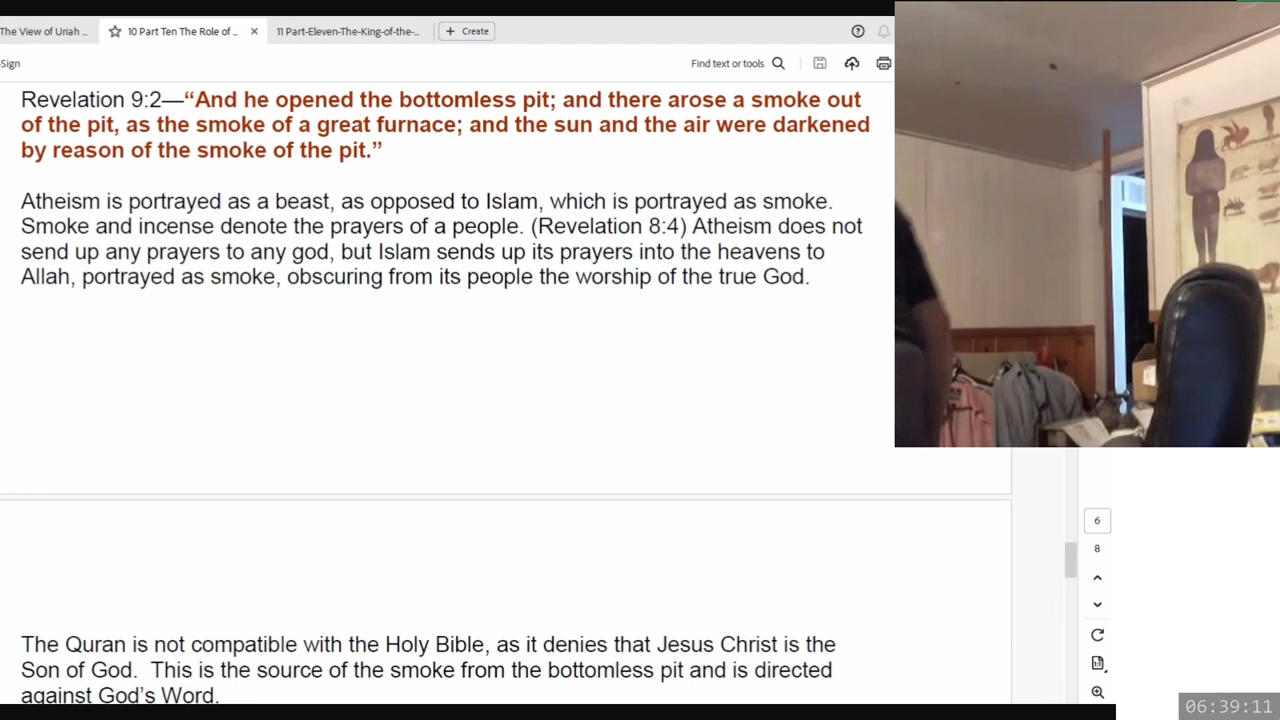 The View of Uriah ..
10 Part Ten The Role of ..
11 Part-Eleven-The-King-of-the-...
Create
Sign
Find text or tools
Revelation 9:2—“And he opened the bottomless pit; and there arose a smoke out
of the pit, as the smoke of a great furnace; and the sun and the air were darkened
by reason of the smoke of the pit.”
Atheism is portrayed as a beast, as opposed to Islam, which is portrayed as smoke.
Smoke and incense denote the prayers of a people. (Revelation 8:4) Atheism does not
send up any prayers to any god, but Islam sends up its prayers into the heavens to
Allah, portrayed as smoke, obscuring from its people the worship of the true God.
6
8
The Quran is not compatible with the Holy Bible, as it denies that Jesus Christ is the
Son of God.  This is the source of the smoke from the bottomless pit and is directed
against God’s Word.
06:39:11